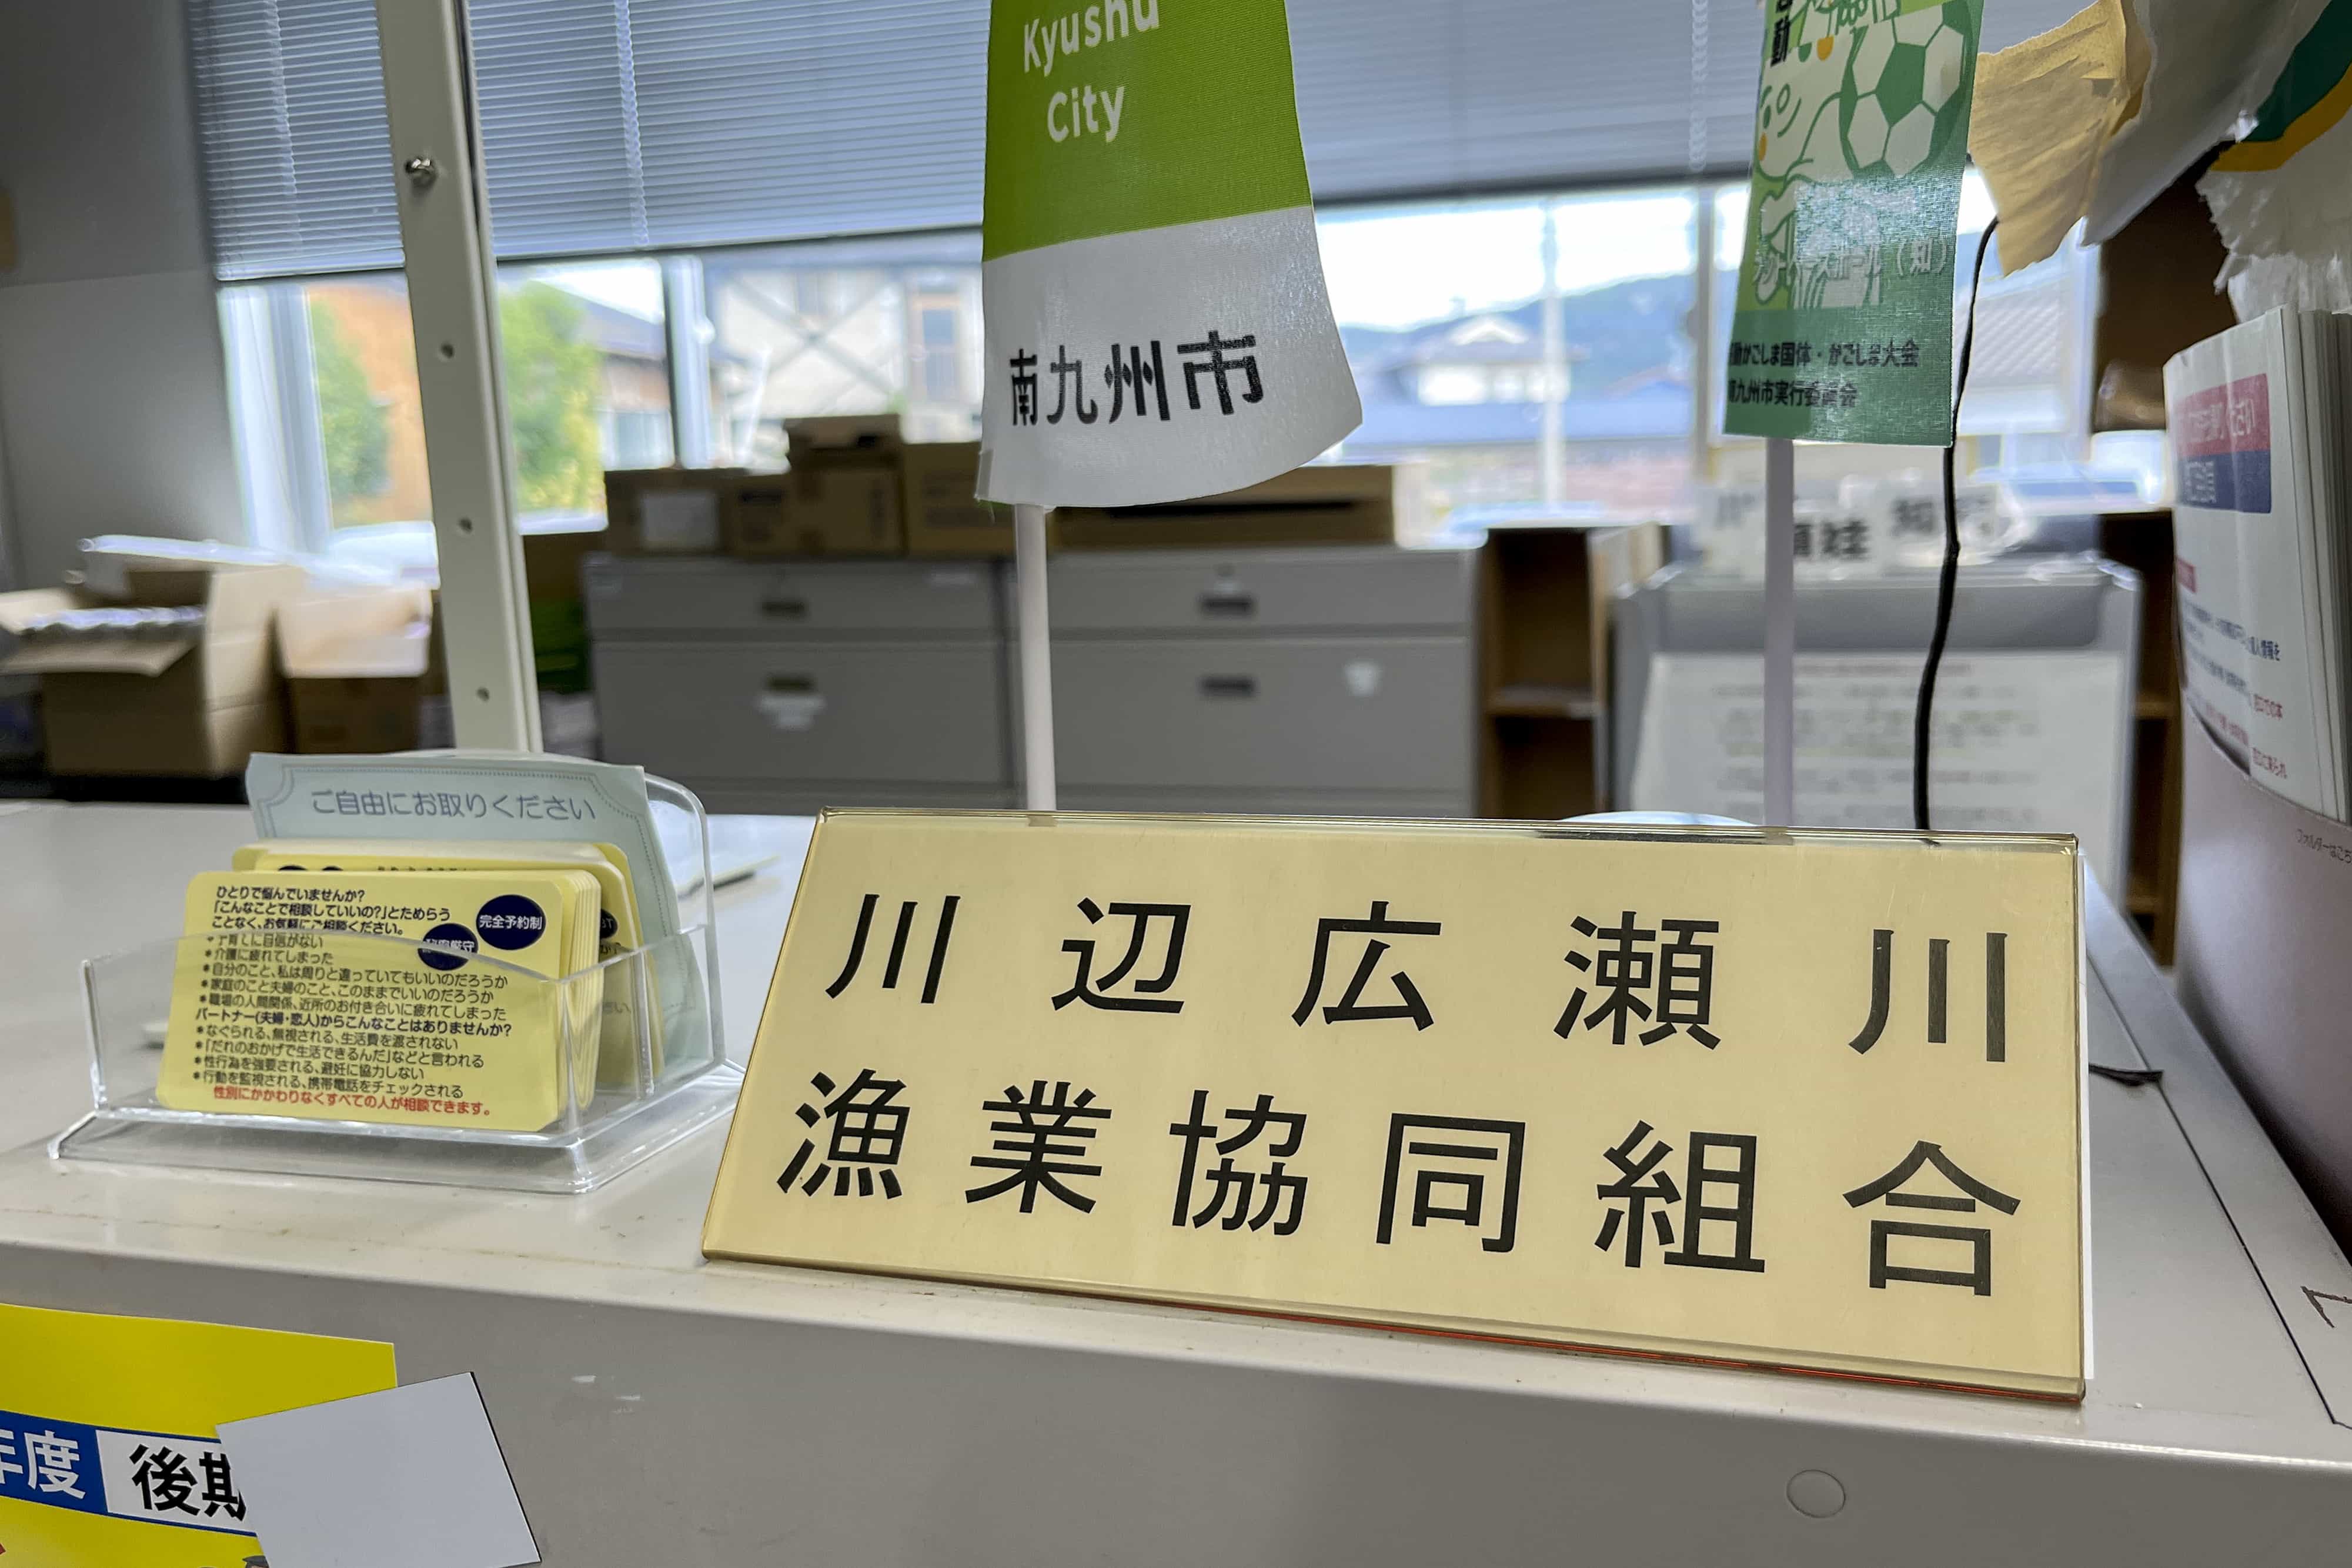 Kyushu
City
南九州市
動
(知)
動かごしま国体・かごしま大会
九州市実行委員会
ご自由にお取りください
ひとりで悩んでいませんか?
「こんなことで相談していいの?」とためらう
ことなく、お気軽にご相談ください。
完全予約制
*子育てに自信がない
*介護に疲れてしまった
*自分のこと、私は周りと違っていてもいいのだろうか
*家庭のこと夫婦のこと、このままでいいのだろうか
*職場の人間関係、近所のお付き合いに疲れてしまった
パートナー(夫婦・恋人)からこんなことはありませんか?
*なぐられる、無視される、生活費を渡されない
*「だれのおかげで生活できるんだ」などと言われる
*性行為を強要される、避妊に協力しない
*行動を監視される、携帯電話をチェックされる
性別にかかわりなくすべての人が相談できます。
川辺広瀬川
漁業協同組合
年度 後期